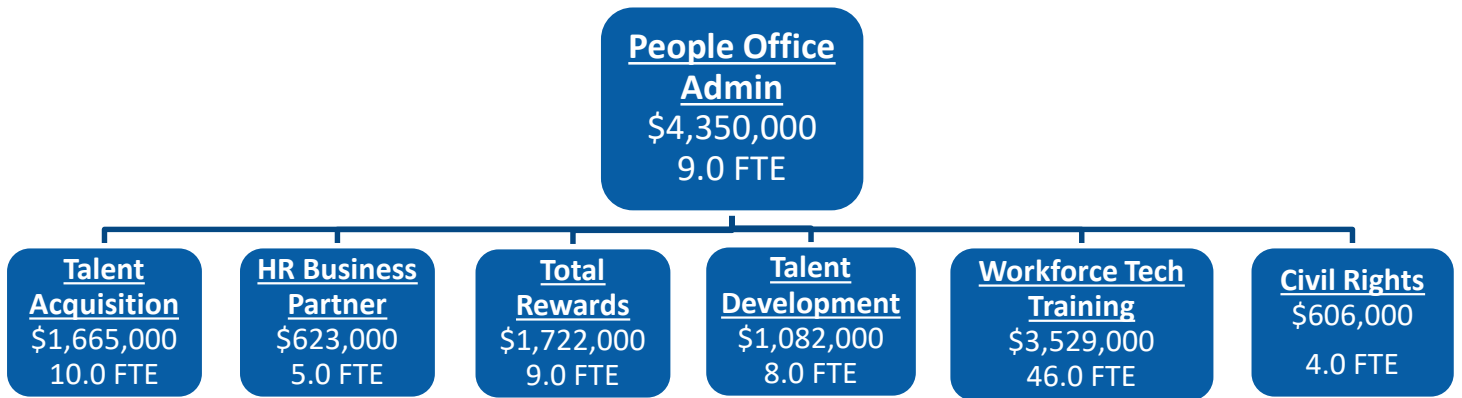 People Office
Admin
$4,350,000
9.0 FTE
Talent
Acquisition
$1,665,000
10.0 FTE
HR Business
Partner
$623,000
5.0 FTE
Total
Rewards
$1,722,000
9.0 FTE
Talent
Development
$1,082,000
8.0 FTE
Workforce Tech
Training
$3,529,000
46.0 FTE
Civil Rights
$606,000
4.0 FTE